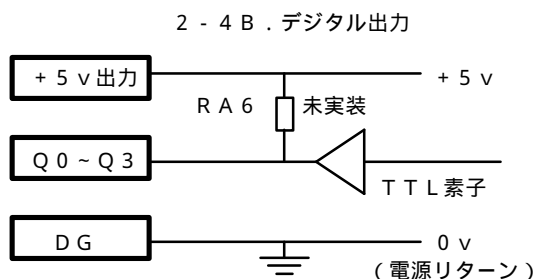 ２-４Ｂ．デジタル出力
＋５ｖ出力
＋５ｖ
ＲＡ６ 未実装
Ｑ０~Ｑ３
ＴＴＬ素子
ＤＧ
０ｖ
（電源リターン）